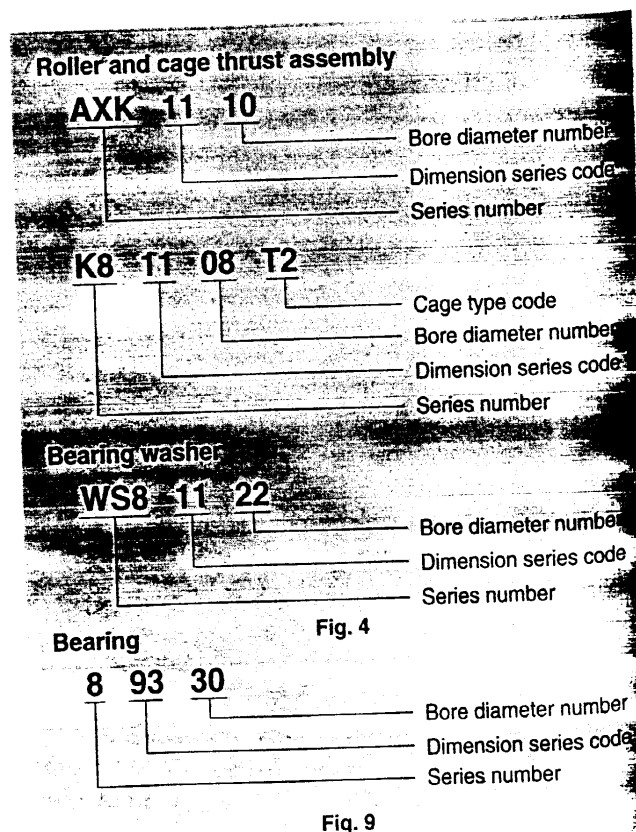 Roller and cage thrust assembly
AXK 11 10
Bore diameter number
Dimension series code
Series number
K8 11 08 T2
Cage type code
Bore diameter number
Dimension series code
Series number
Bearing washer
WS8 11 22
Bore diameter number
Dimension series code
Series number
Fig. 4
Bearing
8 93 30
Bore diameter number
Dimension series code
Series number
Fig. 9